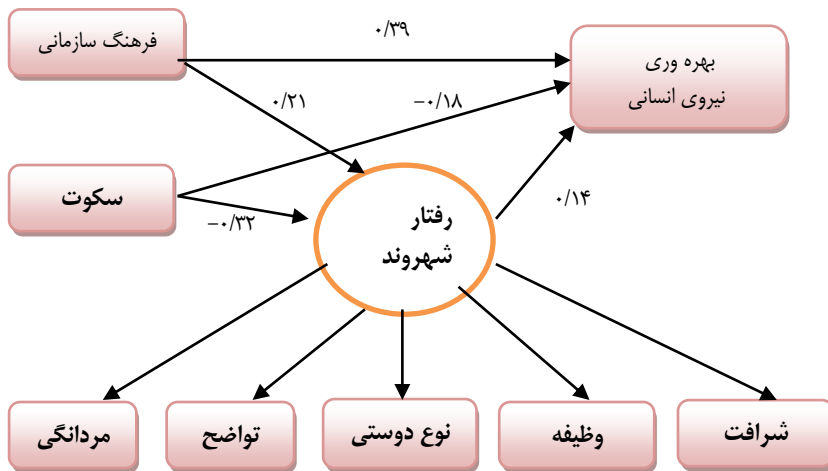 ۰/۳۹
فرهنگ سازمانی
بهره وری
نیروی انسانی
۰/۲۱
−۰/۱۸
سکوت
−۰/۳۲
رفتار
شهروند
۰/۱۴
شرافت
وظیفه
نوع دوستی
تواضح
مردانگی